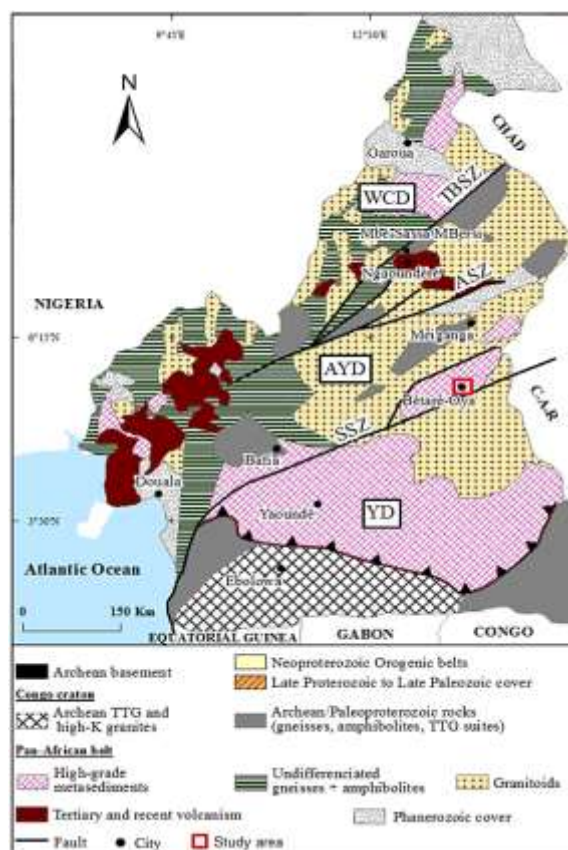 9°45'E
12°30'E
N
CHAD
Garoua
TBSZ
WCD
Ngaoundere
ASZ
NIGERIA
6°15'N
Meiganga
AYD
C.A.R
Bétaré-Oya
SSZ
Bafia
Douala
YD
Yaoundé
3°30'N
Atlantic Ocean
Ebolowa
0 150 Km
EQUATORIAL GUINEA GABON CONGO
Archean basement
Neoproterozoic Orogenic belts
Congo craton
Late Proterozoic to Late Paleozoic cover
Archean TTG and
high-K granites
Archean/Paleoproterozoic rocks
(gneisses, amphibolites, TTG suites)
Pan-African belt
High-grade
metasediments
Undifferenciated
gneisses + amphibolites
Granitoids
Tertiary and recent volcanism
Phanerozoic cover
Fault City Study area